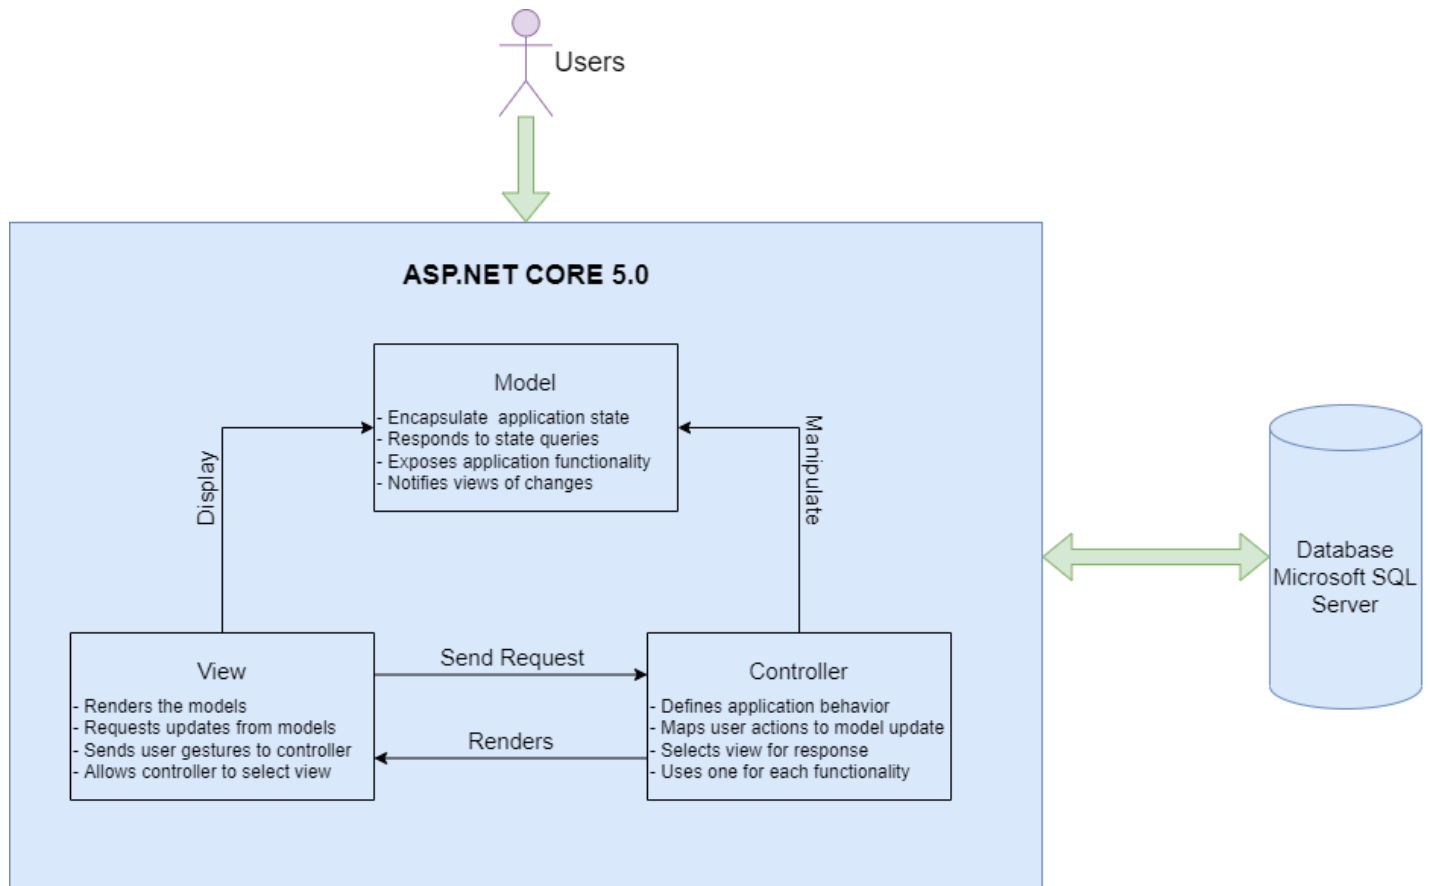 Users
ASP.NET CORE 5.0
Model
- Encapsulate  application state
- Responds to state queries
- Exposes application functionality
- Notifies views of changes
Display
Manipulate
Database
Microsoft SQL
Server
View
- Renders the models
- Requests updates from models
- Sends user gestures to controller
- Allows controller to select view
Send Request
Renders
Controller
- Defines application behavior
- Maps user actions to model update
- Selects view for response
- Uses one for each functionality